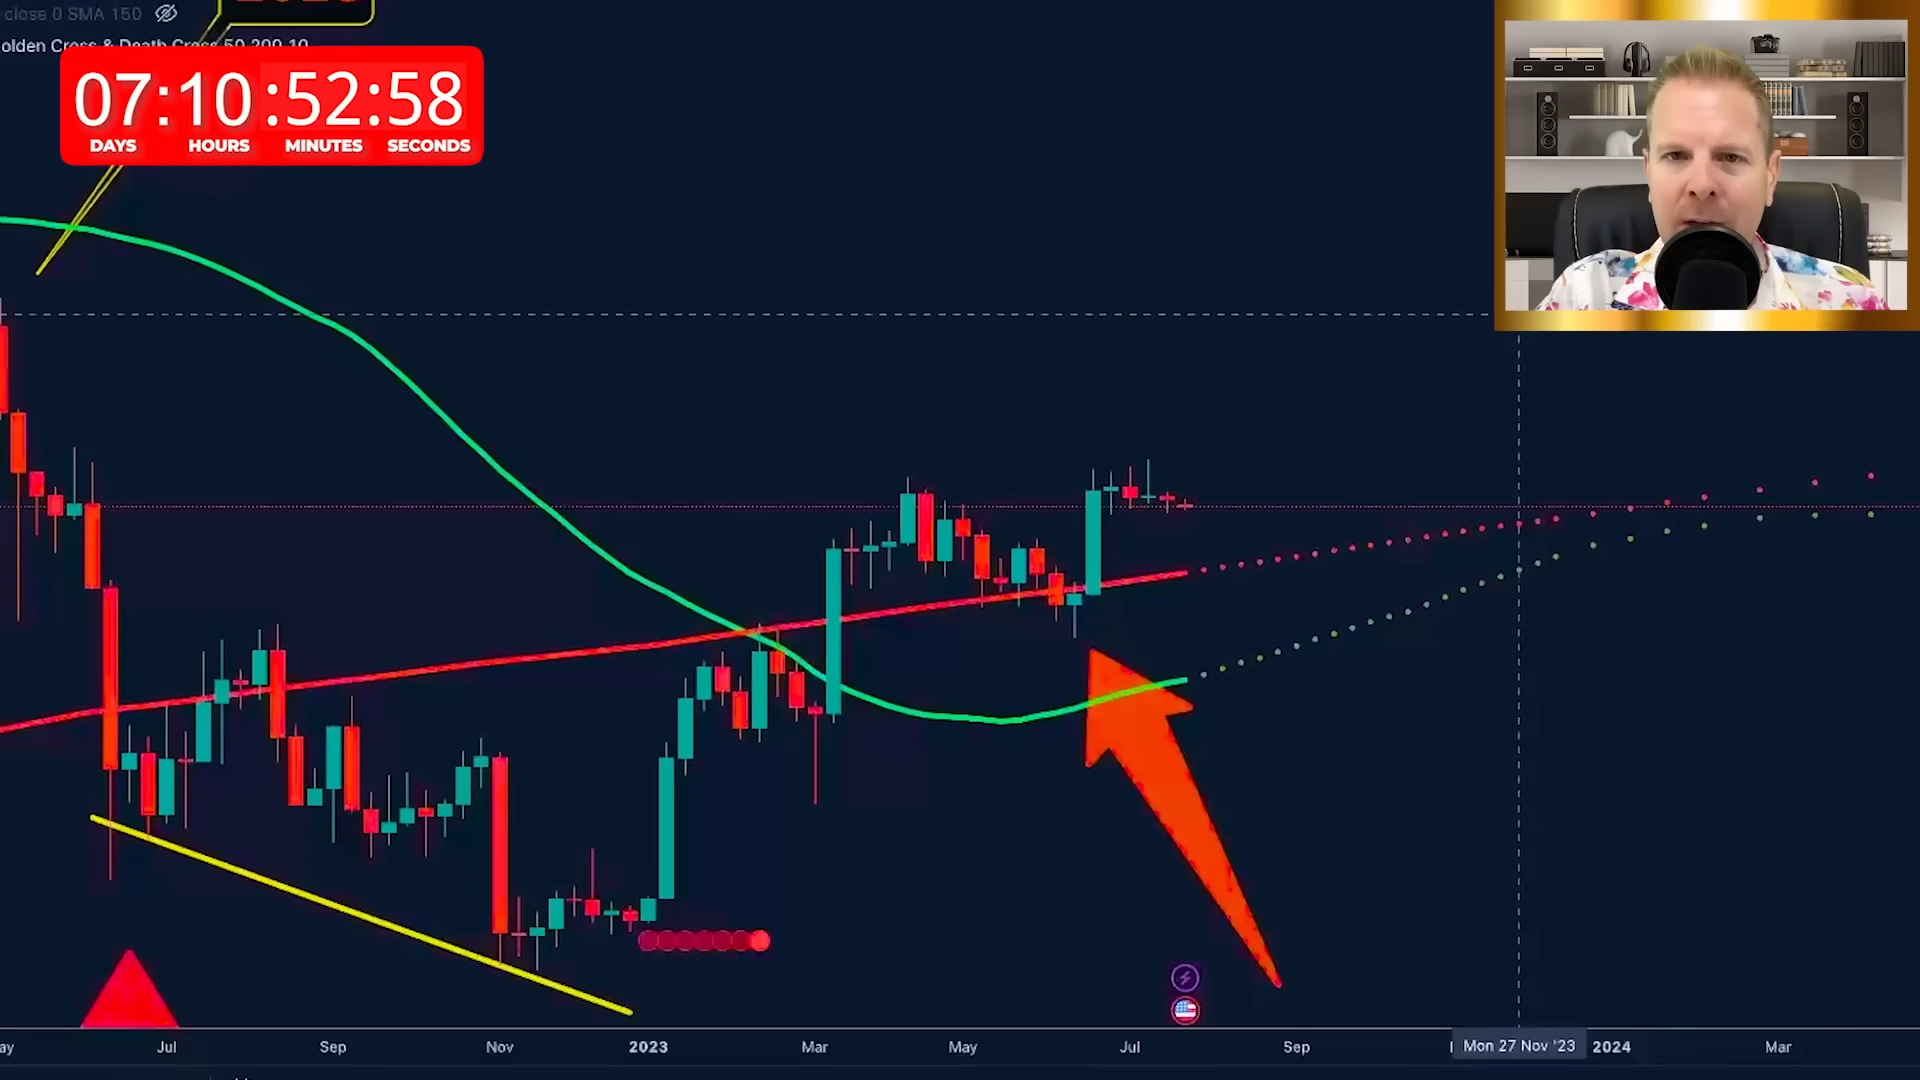 close 0 SMA 150
olden Cross & Death Cross 50 200 10
07:10:52:58
DAYS HOURS MINUTES SECONDS
ay Jul Sep Nov 2023 Mar May Jul Sep Mon 27 Nov '23 2024 Mar